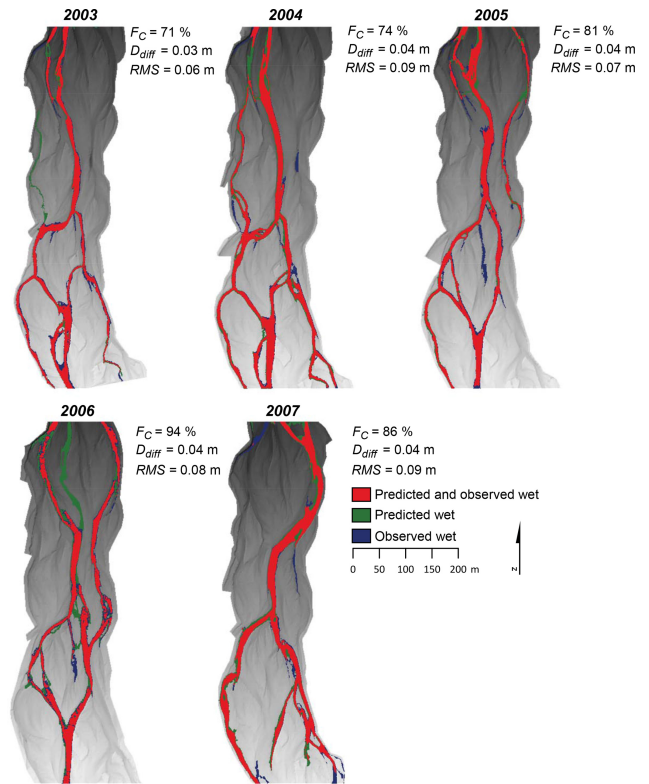 2003
F_C = 71 %
D_diff = 0.03 m
RMS = 0.06 m
2004
F_C = 74 %
D_diff = 0.04 m
RMS = 0.09 m
2005
F_C = 81 %
D_diff = 0.04 m
RMS = 0.07 m
2006
F_C = 94 %
D_diff = 0.04 m
RMS = 0.08 m
2007
F_C = 86 %
D_diff = 0.04 m
RMS = 0.09 m
Predicted and observed wet
Predicted wet
Observed wet
0 50 100 150 200 m
N